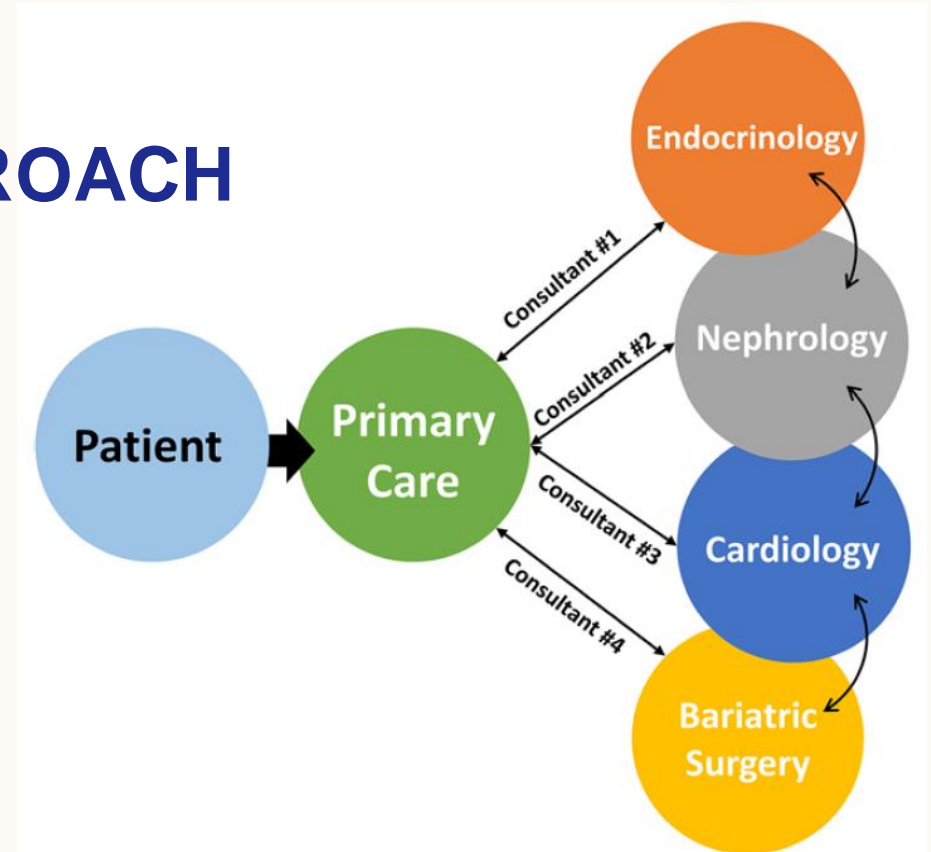 ROACH
Patient
Primary
Care
Consultant #1
Consultant #2
Consultant #3
Consultant #4
Endocrinology
Nephrology
Cardiology
Bariatric
Surgery